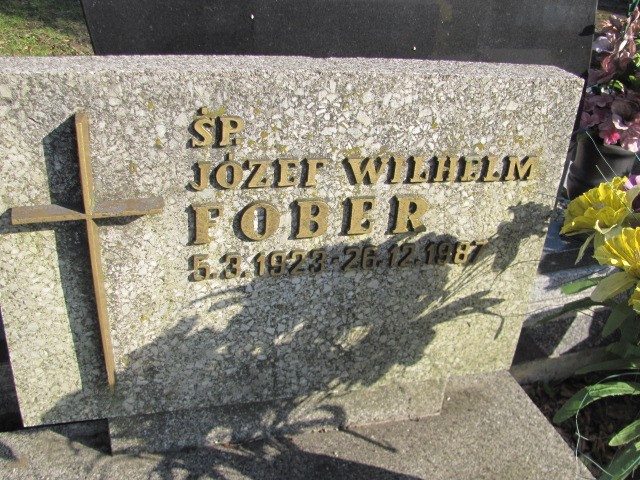 ŚP.
JÓZEF WILHELM
FOBER
5.3.1923-26.12.1987